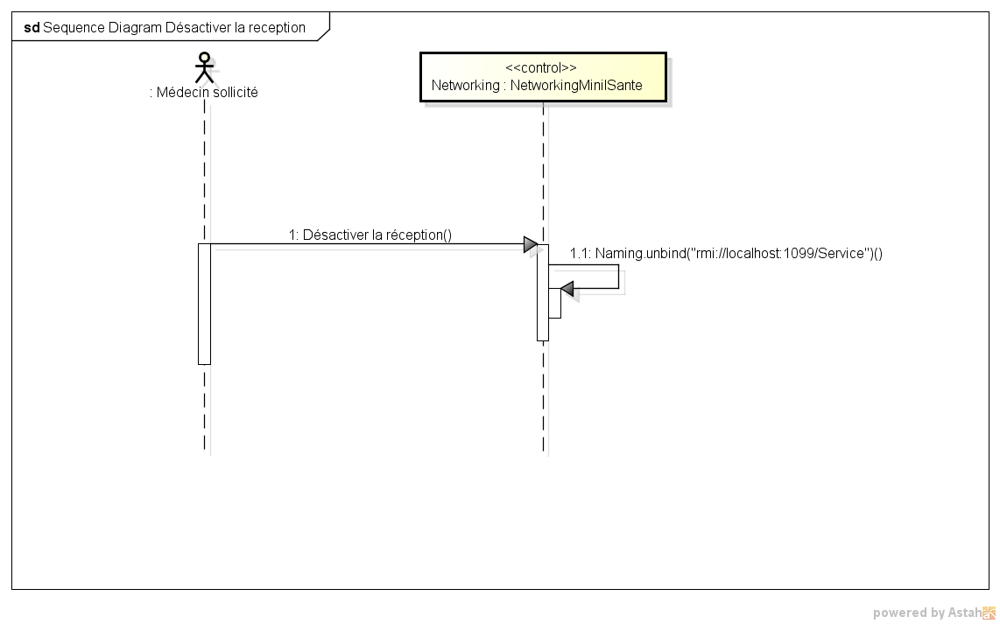 sd Sequence Diagram Désactiver la reception
: Médecin sollicité
<<control>>
Networking : NetworkingMinilSante
1: Désactiver la réception()
1.1: Naming.unbind("rmi://localhost:1099/Service")()
powered by Astah